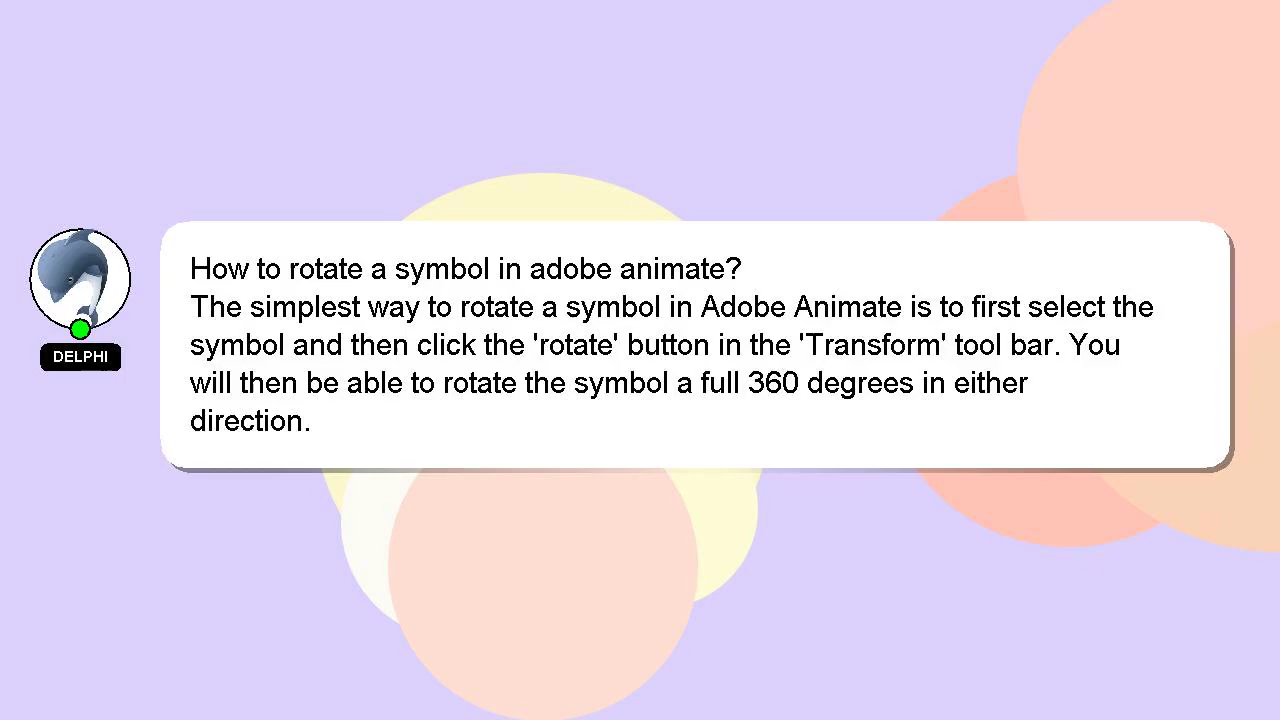 How to rotate a symbol in adobe animate?
The simplest way to rotate a symbol in Adobe Animate is to first select the
symbol and then click the 'rotate' button in the 'Transform' tool bar. You
will then be able to rotate the symbol a full 360 degrees in either
direction.
DELPHI